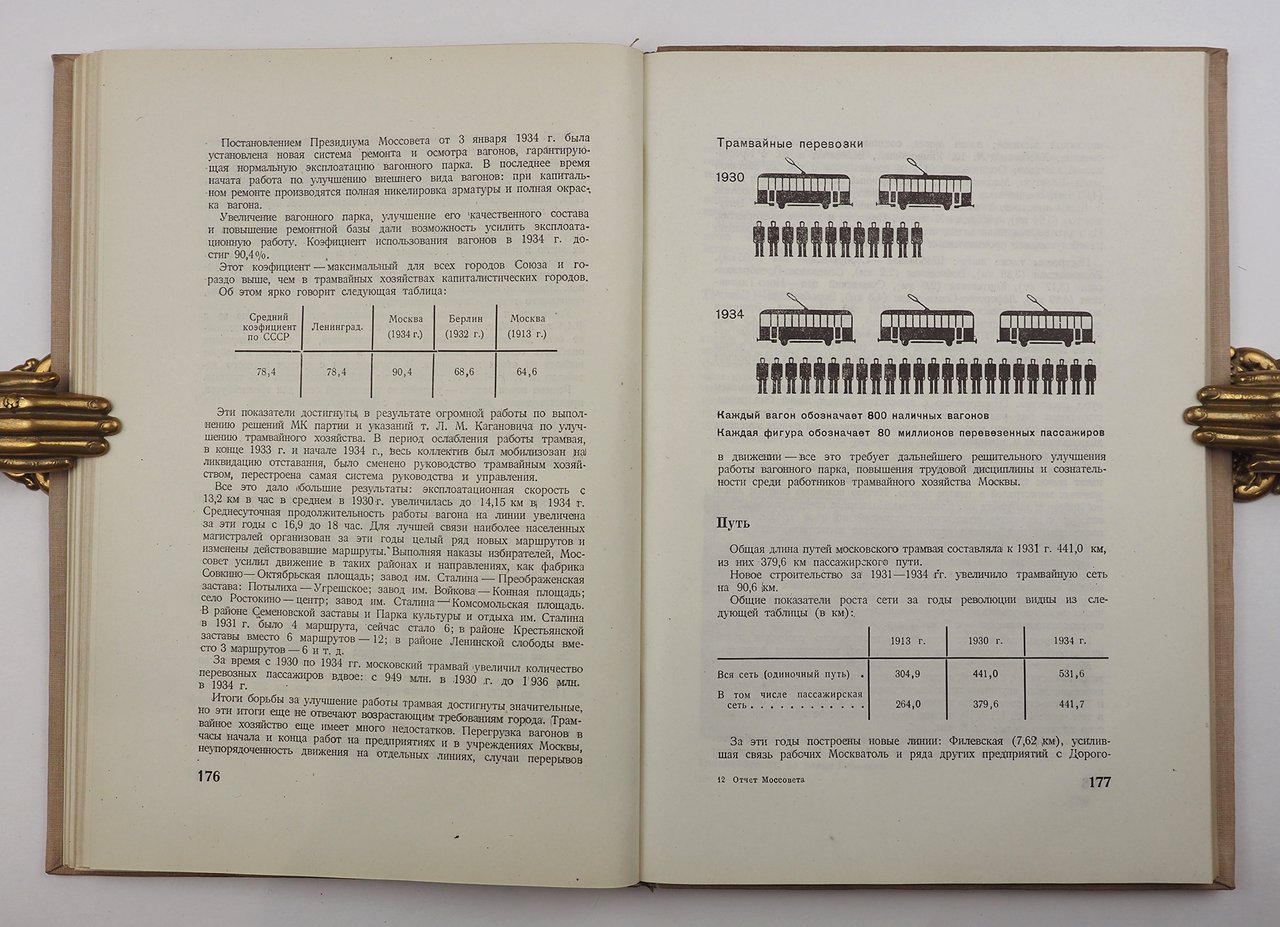 Постановлением Президиума Моссовета от 3 января 1934 г. была
установлена новая система ремонта и осмотра вагонов, гарантирую-
щая нормальную эксплоатацию вагонного парка. В последнее время
начата работа по улучшению внешнего вида вагонов: при капиталь-
ном ремонте производятся полная никелировка арматуры и полная окрас-
ка вагона.
Увеличение вагонного парка, улучшение его качественного состава
и повышение ремонтной базы дали возможность усилить эксплоата-
ционную работу. Коэфициент использования вагонов в 1934 г. до-
стиг 90,4%.
Этот коэфициент — максимальный для всех городов Союза и го-
раздо выше, чем в трамвайных хозяйствах капиталистических городов.
Об этом ярко говорит следующая таблица:
Средний коэфициент по СССР | Ленинград. | Москва (1934 г.) | Берлин (1932 г.) | Москва (1913 г.)
78,4 | 78,4 | 90,4 | 68,6 | 64,6
Эти показатели достигнуты в результате огромной работы по выпол-
нению решений МК партии и указаний т. Л. М. Кагановича по улуч-
шению трамвайного хозяйства. В период ослабления работы трамвая,
в конце 1933 г. и начале 1934 г., весь коллектив был мобилизован на
ликвидацию отставания, было сменено руководство трамвайным хозяй-
ством, перестроена самая система руководства и управления.
Все это дало большие результаты: эксплоатационная скорость с
13,2 км в час в среднем в 1930 г. увеличилась до 14,15 км в 1934 г.
Среднесуточная продолжительность работы вагона на линии увеличена
за эти годы с 16,9 до 18 час. Для лучшей связи наиболее населенных
магистралей организован за эти годы целый ряд новых маршрутов и
изменены действовавшие маршруты. Выполняя наказы избирателей, Мос-
совет усилил движение в таких районах и направлениях, как фабрика
Совкино — Октябрьская площадь; завод им. Сталина — Преображенская
застава: Потылиха — Угрешское; завод им. Войкова — Конная площадь;
село Ростокино — центр; завод им. Сталина — Комсомольская площадь.
В районе Семеновской заставы и Парка культуры и отдыха им. Сталина
в 1931 г. было 4 маршрута, сейчас стало 6; в районе Крестьянской
заставы вместо 6 маршрутов — 12; в районе Ленинской слободы вме-
сто 3 маршрутов — 6 и т. д.
За время с 1930 по 1934 гг. московский трамвай увеличил количество
перевозных пассажиров вдвое: с 949 млн. в 1930 г. до 1 936 млн.
в 1934 г.
Итоги борьбы за улучшение работы трамвая достигнуты значительные,
но эти итоги еще не отвечают возрастающим требованиям города. Трам-
вайное хозяйство еще имеет много недостатков. Перегрузка вагонов в
часы начала и конца работ на предприятиях и в учреждениях Москвы,
неупорядоченность движения на отдельных линиях, случаи перерывов
176
Трамвайные перевозки
1930
1934
Каждый вагон обозначает 800 наличных вагонов
Каждая фигура обозначает 80 миллионов перевезенных пассажиров
в движении — все это требует дальнейшего решительного улучшения
работы вагонного парка, повышения трудовой дисциплины и сознатель-
ности среди работников трамвайного хозяйства Москвы.
Путь
Общая длина путей московского трамвая составляла к 1931 г. 441,0 км,
из них 379,6 км пассажирского пути.
Новое строительство за 1931—1934 гг. увеличило трамвайную сеть
на 90,6 км.
Общие показатели роста сети за годы революции видны из сле-
дующей таблицы (в км):
1913 г. | 1930 г. | 1934 г.
Вся сеть (одиночный путь) . | 304,9 | 441,0 | 531,6
В том числе пассажирская
сеть . . . . . . . . . . . . | 264,0 | 379,6 | 441,7
За эти годы построены новые линии: Филевская (7,62 км), усилив-
шая связь рабочих Москватоль и ряда других предприятий с Дорого-
12 Отчет Моссовета
177